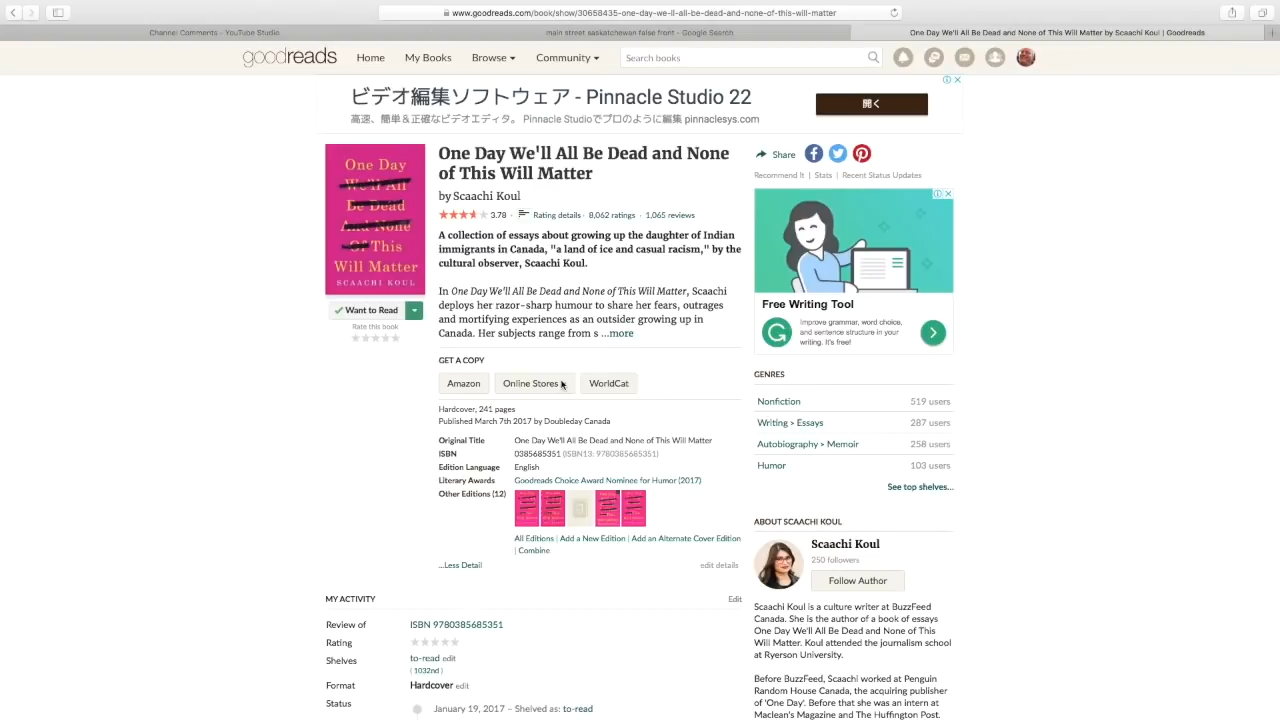 www.goodreads.com/book/show/30658435-one-day-we-ll-all-be-dead-and-none-of-this-will-matter
Channel Comments - YouTube Studio
main street saskatchewan false front - Google Search
One Day We'll All Be Dead and None of This Will Matter by Scaachi Koul | Goodreads
goodreads
Home
My Books
Browse
Community
Search books
ビデオ編集ソフトウェア - Pinnacle Studio 22
高速、簡単&正確なビデオエディタ。 Pinnacle Studioでプロのように編集 pinnaclesys.com
開く
One Day
We'll All
Be Dead
And None
Of This
Will Matter
SCAACHI KOUL
Want to Read
Rate this book
One Day We'll All Be Dead and None
of This Will Matter
by Scaachi Koul
3.78 · Rating details · 8,062 ratings · 1,065 reviews
A collection of essays about growing up the daughter of Indian
immigrants in Canada, "a land of ice and casual racism," by the
cultural observer, Scaachi Koul.
In One Day We'll All Be Dead and None of This Will Matter, Scaachi
deploys her razor-sharp humour to share her fears, outrages
and mortifying experiences as an outsider growing up in
Canada. Her subjects range from s ...more
GET A COPY
Amazon
Online Stores
WorldCat
Hardcover, 241 pages
Published March 7th 2017 by Doubleday Canada
Original Title One Day We'll All Be Dead and None of This Will Matter
ISBN 0385685351 (ISBN13: 9780385685351)
Edition Language English
Literary Awards Goodreads Choice Award Nominee for Humor (2017)
Other Editions (12)
All Editions | Add a New Edition | Add an Alternate Cover Edition
| Combine
...Less Detail
edit details
MY ACTIVITY
Edit
Review of ISBN 9780385685351
Rating
Shelves to-read edit
( 1032nd )
Format Hardcover edit
Status January 19, 2017 – Shelved as: to-read
Share
Recommend It | Stats | Recent Status Updates
Free Writing Tool
Improve grammar, word choice,
and sentence structure in your
writing. It's free!
GENRES
Nonfiction 519 users
Writing > Essays 287 users
Autobiography > Memoir 258 users
Humor 103 users
See top shelves...
ABOUT SCAACHI KOUL
Scaachi Koul
250 followers
Follow Author
Scaachi Koul is a culture writer at BuzzFeed
Canada. She is the author of a book of essays
One Day We'll All Be Dead and None of This
Will Matter. Koul attended the journalism school
at Ryerson University.
Before BuzzFeed, Scaachi worked at Penguin
Random House Canada, the acquiring publisher
of 'One Day'. Before that she was an intern at
Maclean's Magazine and The Huffington Post.